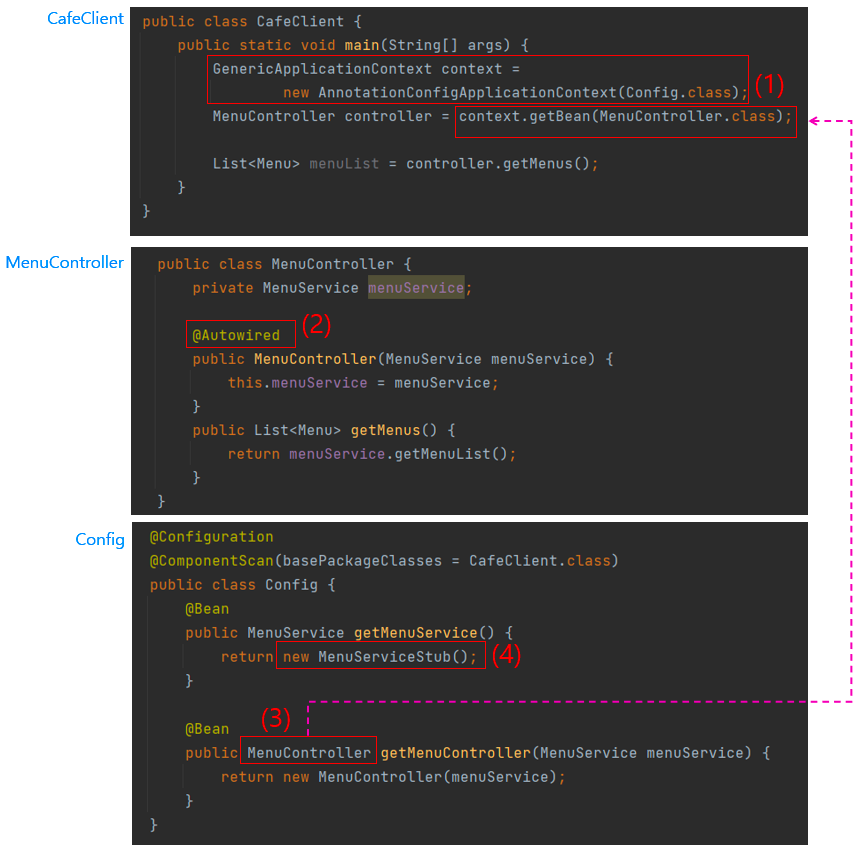 CafeClient
public class CafeClient {
    public static void main(String[] args) {
        GenericApplicationContext context =
                new AnnotationConfigApplicationContext(Config.class); (1)
        MenuController controller = context.getBean(MenuController.class);
        List<Menu> menuList = controller.getMenus();
    }
}
MenuController
public class MenuController {
    private MenuService menuService;
    @Autowired (2)
    public MenuController(MenuService menuService) {
        this.menuService = menuService;
    }
    public List<Menu> getMenus() {
        return menuService.getMenuList();
    }
}
Config
@Configuration
@ComponentScan(basePackageClasses = CafeClient.class)
public class Config {
    @Bean
    public MenuService getMenuService() {
        return new MenuServiceStub(); (4)
    }
    @Bean (3)
    public MenuController getMenuController(MenuService menuService) {
        return new MenuController(menuService);
    }
}